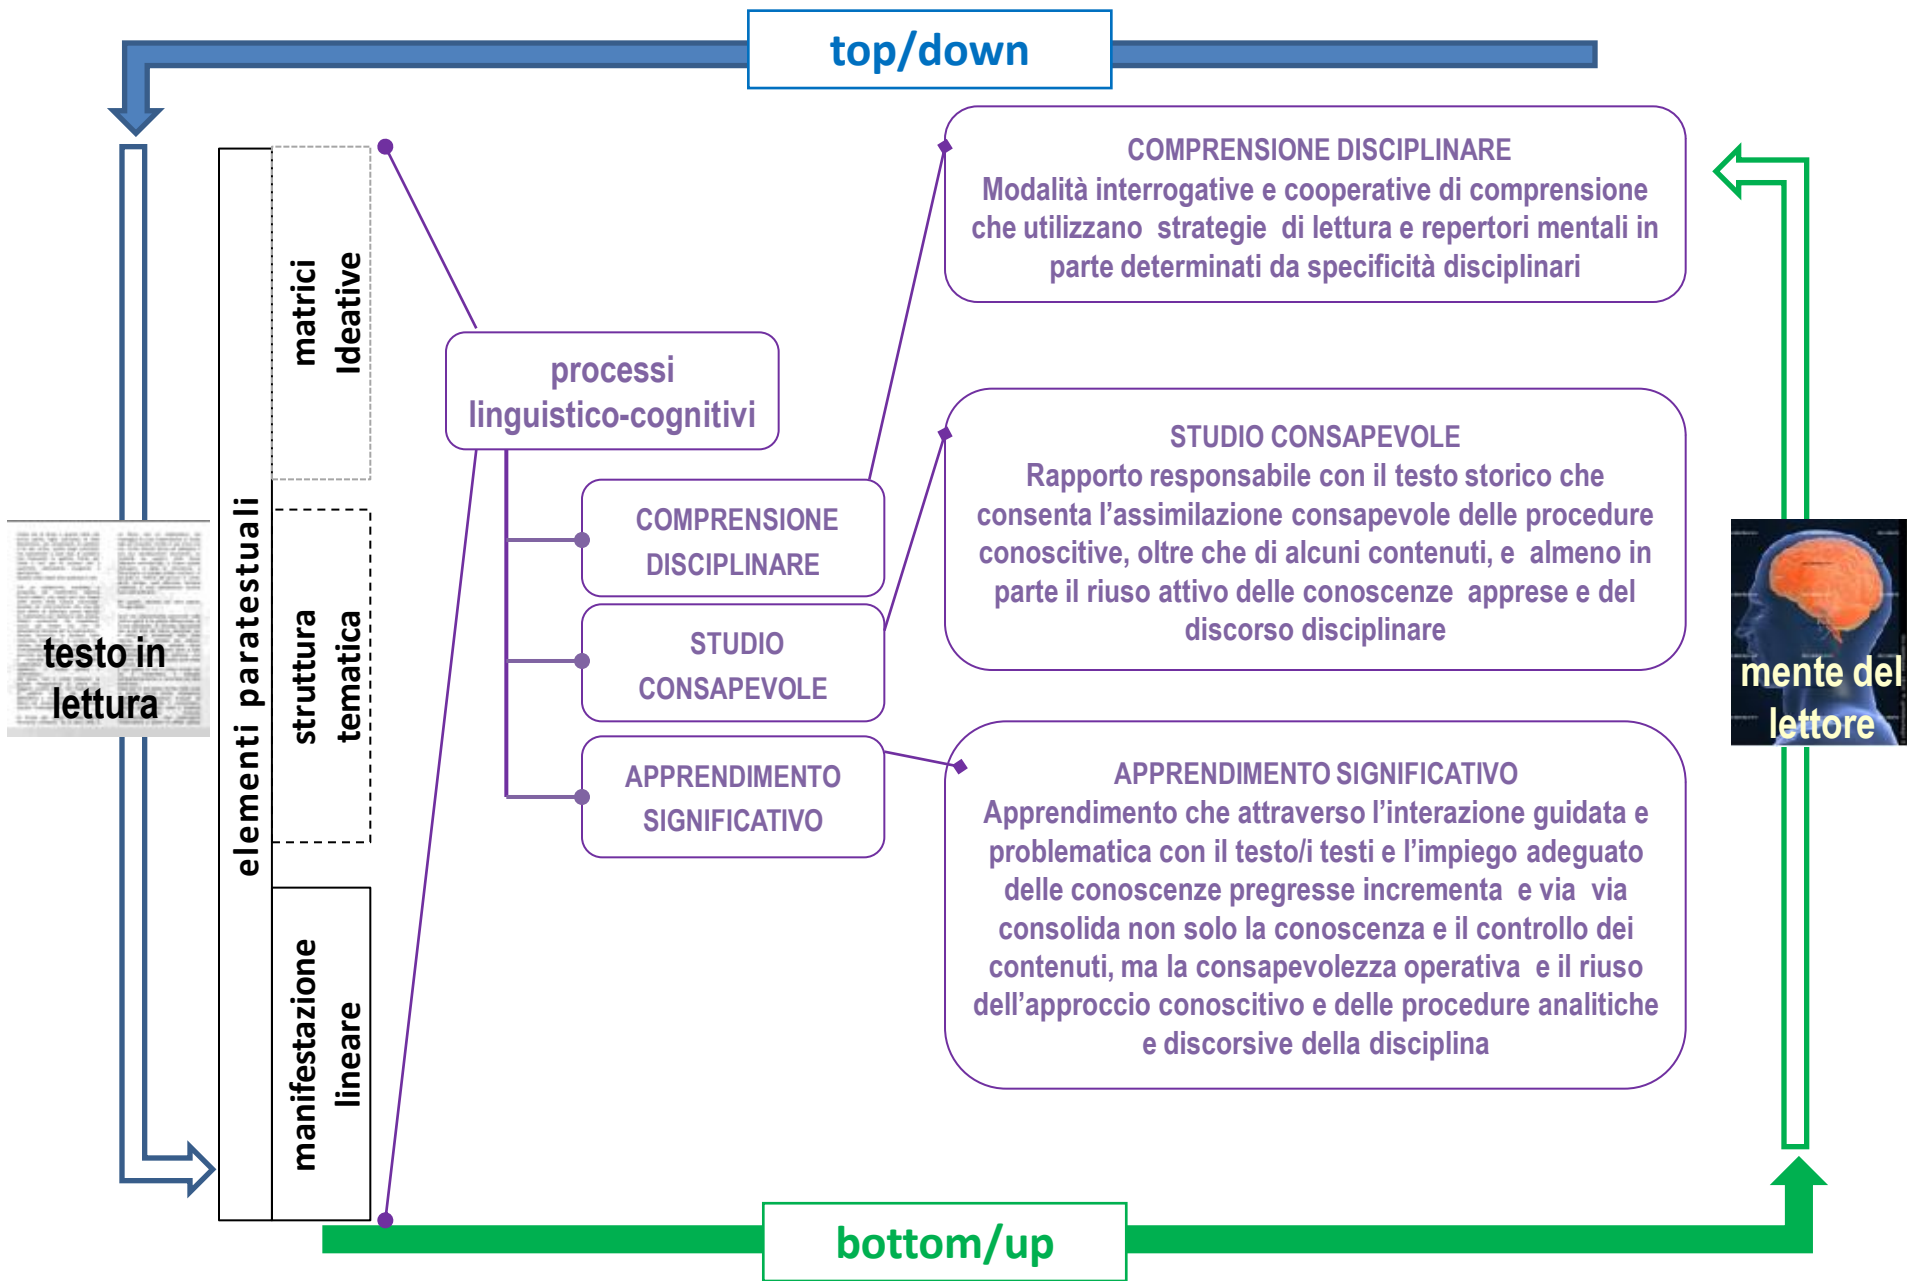 top/down
COMPRENSIONE DISCIPLINARE
Modalità interrogative e cooperative di comprensione
che utilizzano strategie di lettura e repertori mentali in
parte determinati da specificità disciplinari
matrici
Ideative
processi
linguistico-cognitivi
STUDIO CONSAPEVOLE
Rapporto responsabile con il testo storico che
consenta l’assimilazione consapevole delle procedure
conoscitive, oltre che di alcuni contenuti, e almeno in
parte il riuso attivo delle conoscenze apprese e del
discorso disciplinare
elementi paratestuali
COMPRENSIONE
DISCIPLINARE
struttura
tematica
STUDIO
CONSAPEVOLE
testo in
lettura
mente del
lettore
APPRENDIMENTO
SIGNIFICATIVO
APPRENDIMENTO SIGNIFICATIVO
Apprendimento che attraverso l’interazione guidata e
problematica con il testo/i testi e l’impiego adeguato
delle conoscenze pregresse incrementa e via via
consolida non solo la conoscenza e il controllo dei
contenuti, ma la consapevolezza operativa e il riuso
dell’approccio conoscitivo e delle procedure analitiche
e discorsive della disciplina
manifestazione
lineare
bottom/up